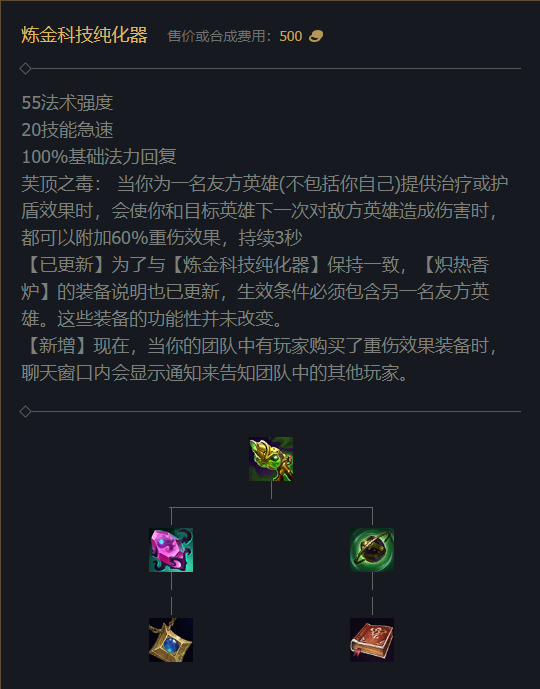 炼金科技纯化器 售价或合成费用：500
55法术强度
20技能急速
100%基础法力回复
芙顶之毒： 当你为一名友方英雄(不包括你自己)提供治疗或护
盾效果时，会使你和目标英雄下一次对敌方英雄造成伤害时，
都可以附加60%重伤效果，持续3秒
【已更新】为了与【炼金科技纯化器】保持一致，【炽热香
炉】的装备说明也已更新，生效条件必须包含另一名友方英
雄。这些装备的功能性并未改变。
【新增】现在，当你的团队中有玩家购买了重伤效果装备时，
聊天窗口内会显示通知来告知团队中的其他玩家。